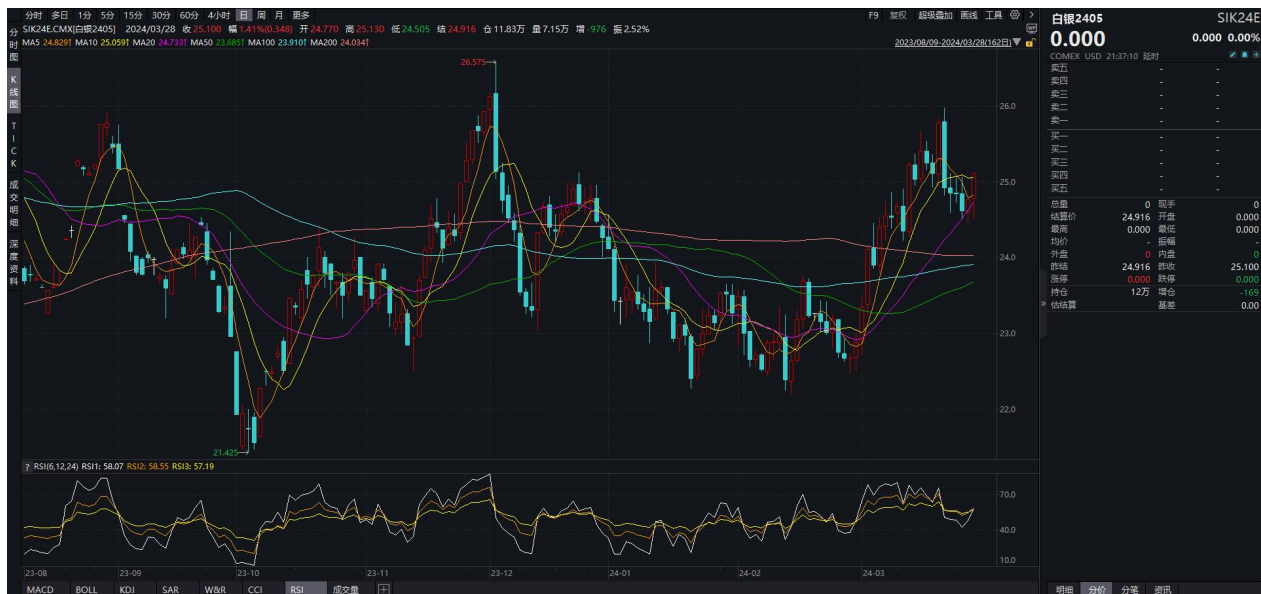 分时 多日 1分 5分 15分 30分 60分 4小时 日 周 月 更多 F9 复权 超级叠加 画线 工具
SIK24E.CMX[白银2405] 2024/03/28 收 25.100 幅 1.41%(0.348) 开 24.770 高 25.130 低 24.505 结 24.916 仓 11.83万 量 7.15万 增 -976 振 2.52%
MA5 24.829↑ MA10 25.059↑ MA20 24.733↑ MA50 23.685↑ MA100 23.910↑ MA200 24.034↑ 2023/08/09-2024/03/28(162日)▼
分时图
K线图
TICK
成交明细
深度资料
26.575
26.0
25.0
24.0
23.0
22.0
21.425
? RSI(6,12,24) RSI1: 58.07 RSI2: 58.55 RSI3: 57.19
70.0
40.0
10.0
23-08 23-09 23-10 23-11 23-12 24-01 24-02 24-03
MACD BOLL KDJ SAR W&R CCI RSI 成交量
白银2405 SIK24E
0.000 0.000 0.00%
COMEX USD 21:37:10 延时
卖五 - -
卖四 - -
卖三 - -
卖二 - -
卖一 - -
买一 - -
买二 - -
买三 - -
买四 - -
买五 - -
总量 0 现手 0
结算价 24.916 开盘 0.000
最高 0.000 最低 0.000
均价 - 振幅 -
外盘 0 内盘 0
昨结 24.916 昨收 25.100
涨停 0.000 跌停 0.000
持仓 12万 增仓 -169
估结算 基差 0.00
明细 分价 分笔 资讯